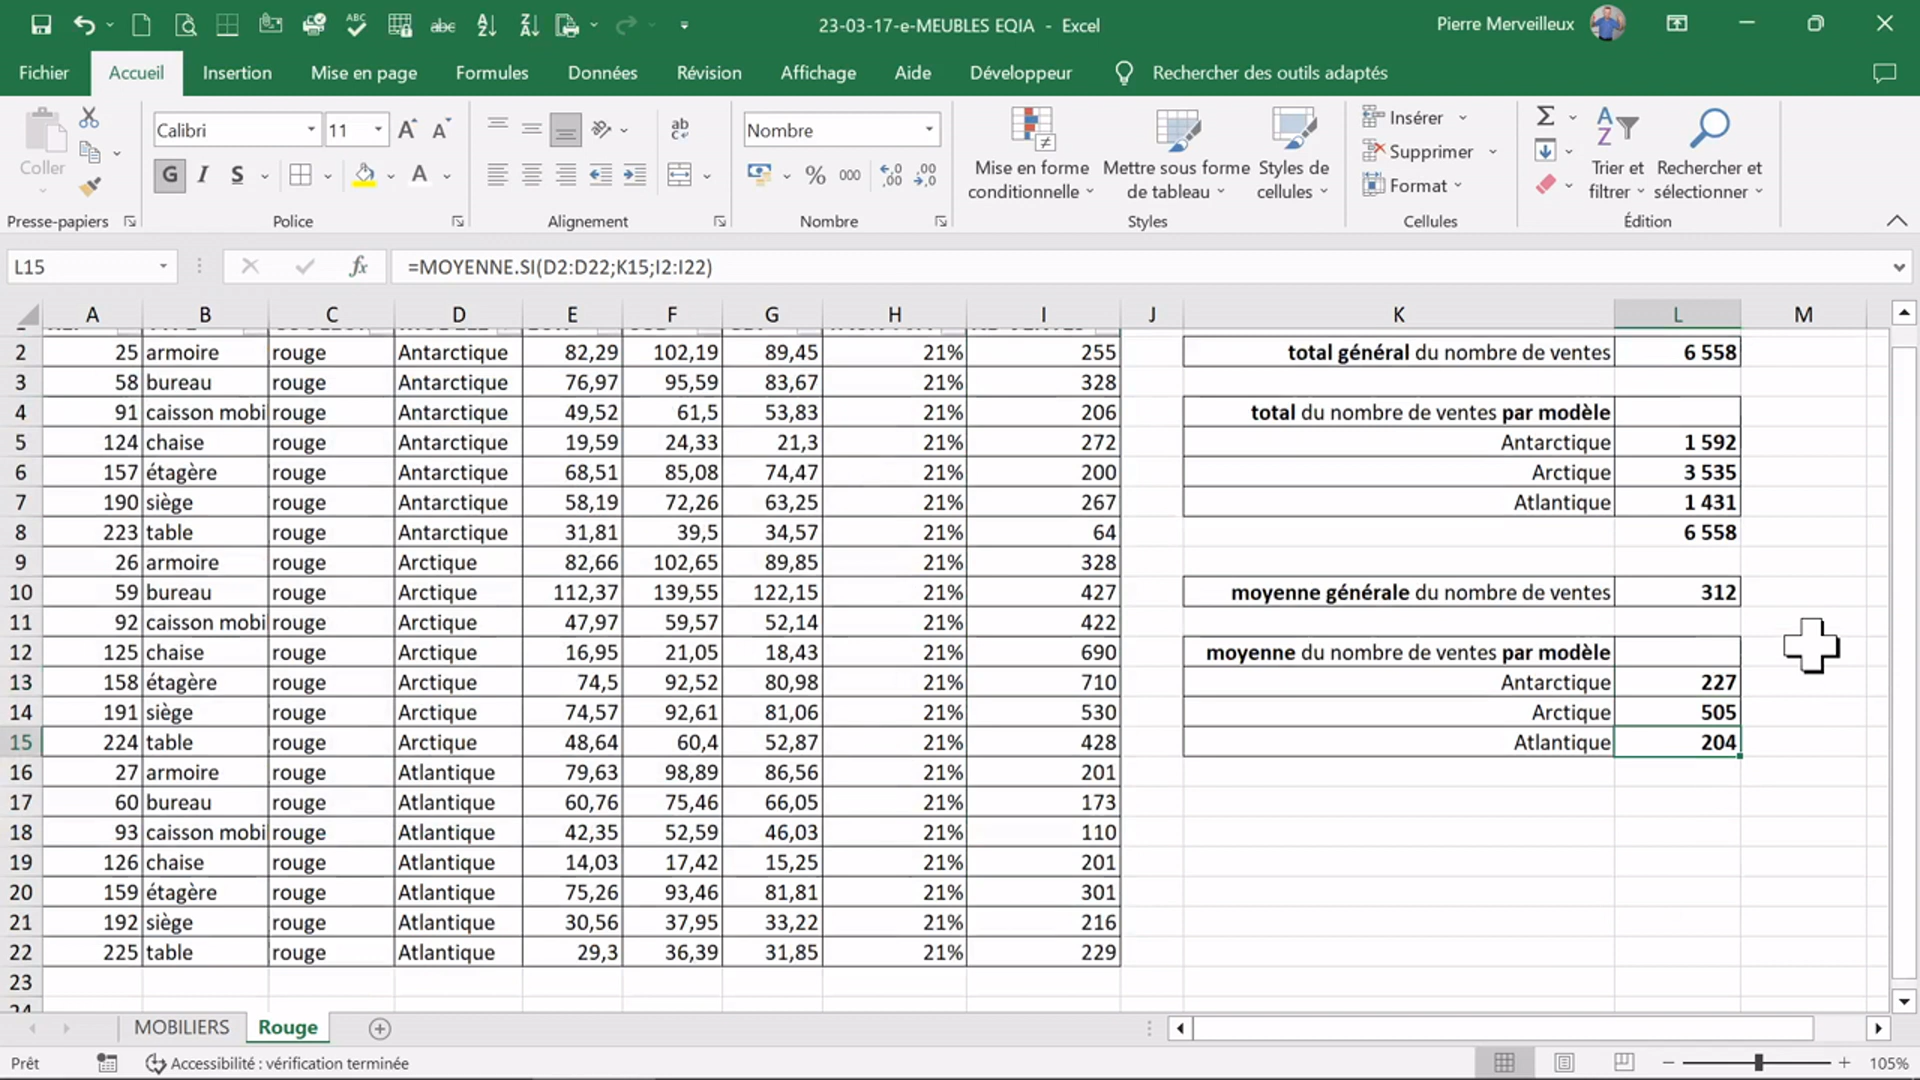 23-03-17-e-MEUBLES EQIA - Excel
Pierre Merveilleux
Fichier Accueil Insertion Mise en page Formules Données Révision Affichage Aide Développeur Rechercher des outils adaptés
Coller
Presse-papiers
Calibri 11
G I S
Police
Alignement
Nombre
% 000
Nombre
Mise en forme conditionnelle
Mettre sous forme de tableau
Styles de cellules
Styles
Insérer
Supprimer
Format
Cellules
Trier et filtrer
Rechercher et sélectionner
Édition
L15 fx =MOYENNE.SI(D2:D22;K15;I2:I22)
A B C D E F G H I J K L M
2 25 armoire rouge Antarctique 82,29 102,19 89,45 21% 255 total général du nombre de ventes 6 558
3 58 bureau rouge Antarctique 76,97 95,59 83,67 21% 328
4 91 caisson mobi rouge Antarctique 49,52 61,5 53,83 21% 206 total du nombre de ventes par modèle
5 124 chaise rouge Antarctique 19,59 24,33 21,3 21% 272 Antarctique 1 592
6 157 étagère rouge Antarctique 68,51 85,08 74,47 21% 200 Arctique 3 535
7 190 siège rouge Antarctique 58,19 72,26 63,25 21% 267 Atlantique 1 431
8 223 table rouge Antarctique 31,81 39,5 34,57 21% 64 6 558
9 26 armoire rouge Arctique 82,66 102,65 89,85 21% 328
10 59 bureau rouge Arctique 112,37 139,55 122,15 21% 427 moyenne générale du nombre de ventes 312
11 92 caisson mobi rouge Arctique 47,97 59,57 52,14 21% 422
12 125 chaise rouge Arctique 16,95 21,05 18,43 21% 690 moyenne du nombre de ventes par modèle
13 158 étagère rouge Arctique 74,5 92,52 80,98 21% 710 Antarctique 227
14 191 siège rouge Arctique 74,57 92,61 81,06 21% 530 Arctique 505
15 224 table rouge Arctique 48,64 60,4 52,87 21% 428 Atlantique 204
16 27 armoire rouge Atlantique 79,63 98,89 86,56 21% 201
17 60 bureau rouge Atlantique 60,76 75,46 66,05 21% 173
18 93 caisson mobi rouge Atlantique 42,35 52,59 46,03 21% 110
19 126 chaise rouge Atlantique 14,03 17,42 15,25 21% 201
20 159 étagère rouge Atlantique 75,26 93,46 81,81 21% 301
21 192 siège rouge Atlantique 30,56 37,95 33,22 21% 216
22 225 table rouge Atlantique 29,3 36,39 31,85 21% 229
23
MOBILIERS Rouge
Prêt Accessibilité : vérification terminée 105%